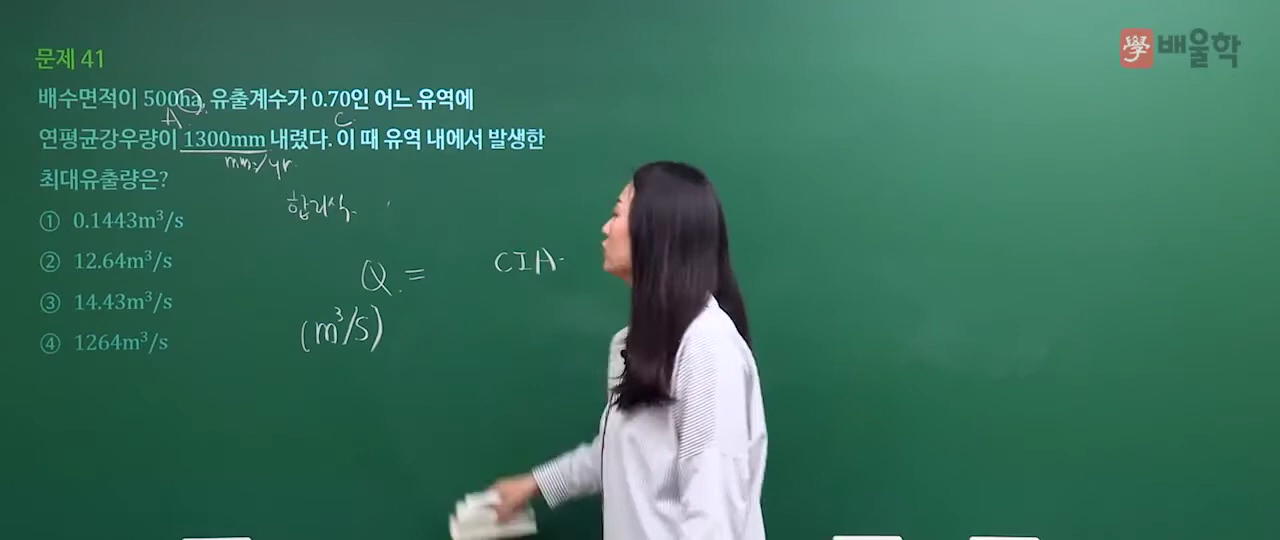 學 배울학
문제 41
배수면적이 500ha, 유출계수가 0.70인 어느 유역에
A C
연평균강우량이 1300mm 내렸다. 이 때 유역 내에서 발생한
mm/yr.
최대유출량은?
합리식
① 0.1443m³/s
② 12.64m³/s
Q = CIA
③ 14.43m³/s
(m³/s)
④ 1264m³/s